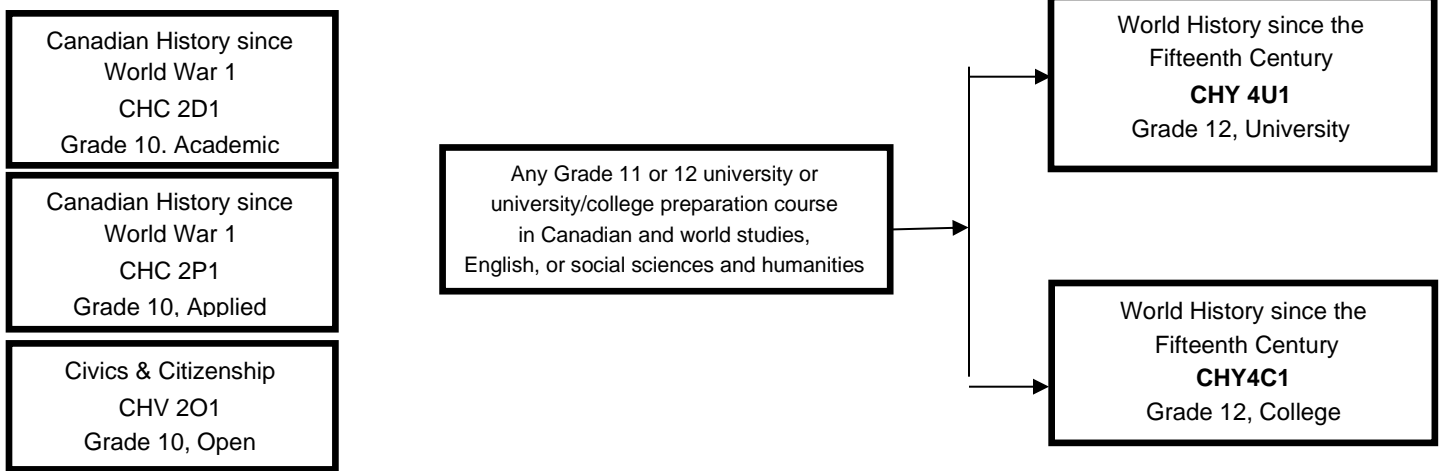 Canadian History since
World War 1
CHC 2D1
Grade 10. Academic
Canadian History since
World War 1
CHC 2P1
Grade 10, Applied
Civics & Citizenship
CHV 2O1
Grade 10, Open
Any Grade 11 or 12 university or
university/college preparation course
in Canadian and world studies,
English, or social sciences and humanities
World History since the
Fifteenth Century
CHY 4U1
Grade 12, University
World History since the
Fifteenth Century
CHY4C1
Grade 12, College